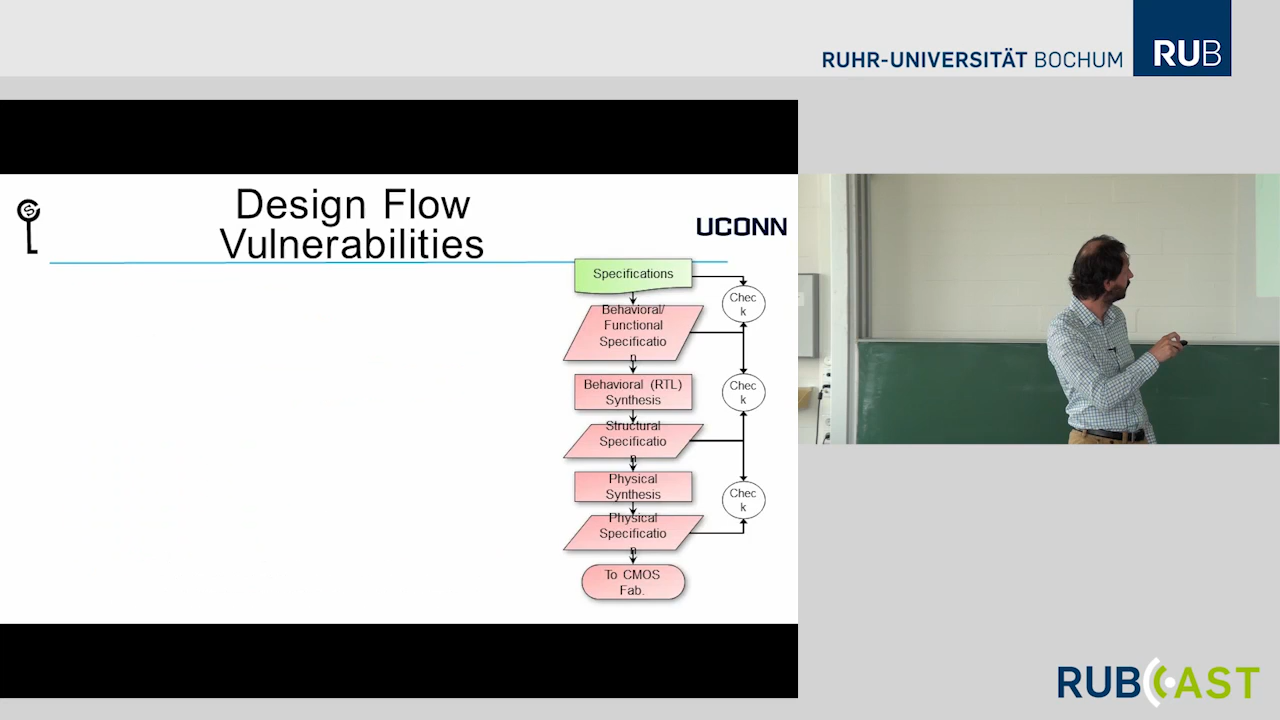 RUHR-UNIVERSITÄT BOCHUM
RUB
Design Flow
Vulnerabilities
UCONN
Specifications
Chec
k
Behavioral/
Functional
Specificatio
n
Behavioral (RTL)
Synthesis
Chec
k
Structural
Specificatio
n
Physical
Synthesis
Chec
k
Physical
Specificatio
n
To CMOS
Fab.
RUBCAST